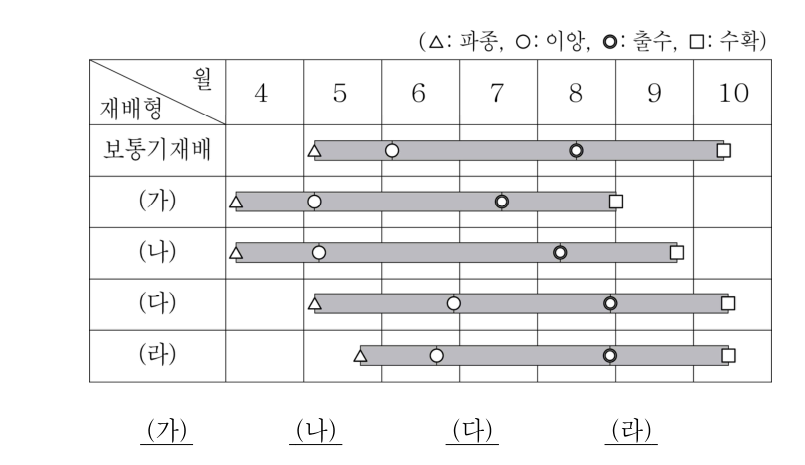 (△: 파종, ○: 이앙, ◎: 출수, □: 수확)
월
재배형
4 5 6 7 8 9 10
보통기재배
(가)
(나)
(다)
(라)
(가) (나) (다) (라)